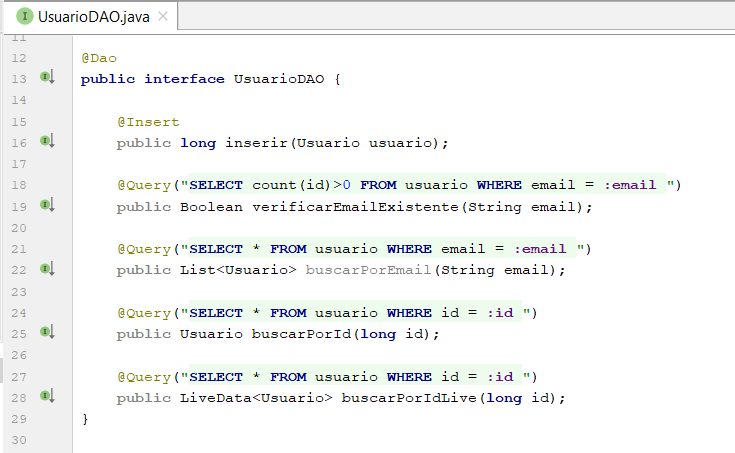 UsuarioDAO.java
11
12 @Dao
13 public interface UsuarioDAO {
14
15 @Insert
16 public long inserir(Usuario usuario);
17
18 @Query("SELECT count(id)>0 FROM usuario WHERE email = :email ")
19 public Boolean verificarEmailExistente(String email);
20
21 @Query("SELECT * FROM usuario WHERE email = :email ")
22 public List<Usuario> buscarPorEmail(String email);
23
24 @Query("SELECT * FROM usuario WHERE id = :id ")
25 public Usuario buscarPorId(long id);
26
27 @Query("SELECT * FROM usuario WHERE id = :id ")
28 public LiveData<Usuario> buscarPorIdLive(long id);
29 }
30